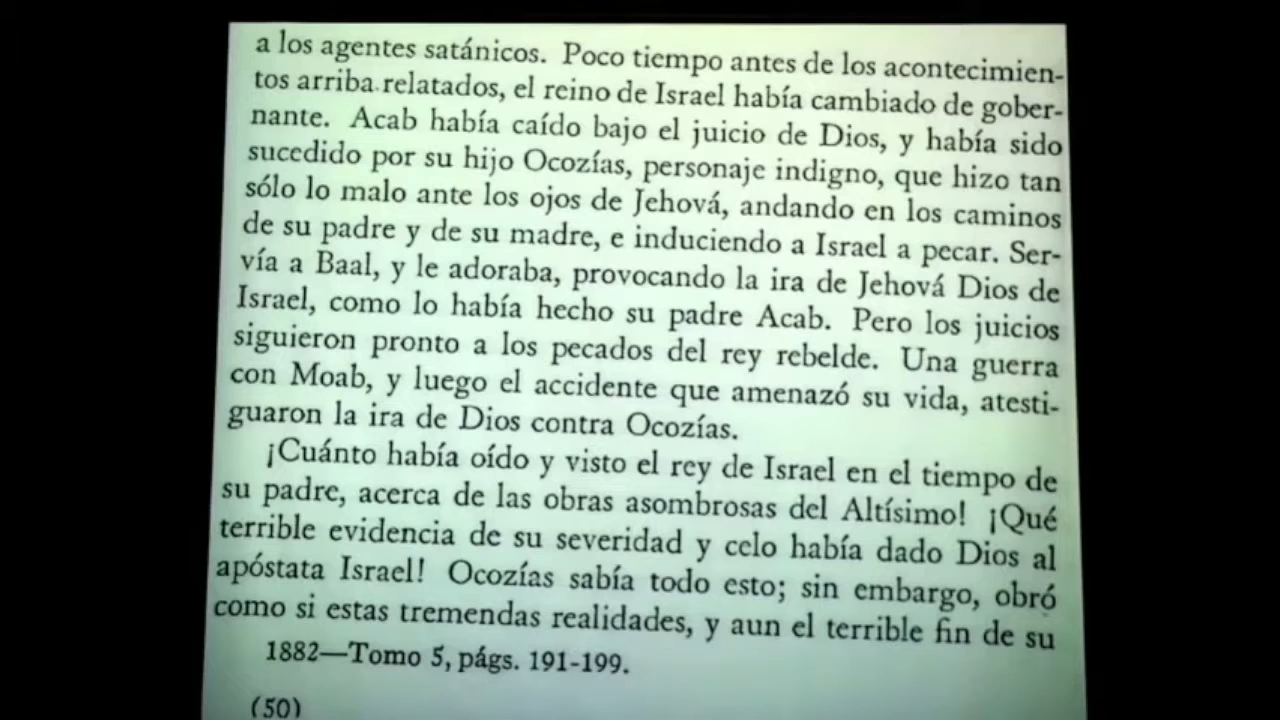 a los agentes satánicos. Poco tiempo antes de los acontecimien-
tos arriba relatados, el reino de Israel había cambiado de gober-
nante. Acab había caído bajo el juicio de Dios, y había sido
sucedido por su hijo Ocozías, personaje indigno, que hizo tan
sólo lo malo ante los ojos de Jehová, andando en los caminos
de su padre y de su madre, e induciendo a Israel a pecar. Ser-
vía a Baal, y le adoraba, provocando la ira de Jehová Dios de
Israel, como lo había hecho su padre Acab. Pero los juicios
siguieron pronto a los pecados del rey rebelde. Una guerra
con Moab, y luego el accidente que amenazó su vida, atesti-
guaron la ira de Dios contra Ocozías.
¡Cuánto había oído y visto el rey de Israel en el tiempo de
su padre, acerca de las obras asombrosas del Altísimo! ¡Qué
terrible evidencia de su severidad y celo había dado Dios al
apóstata Israel! Ocozías sabía todo esto; sin embargo, obró
como si estas tremendas realidades, y aun el terrible fin de su
1882—Tomo 5, págs. 191-199.
(50)